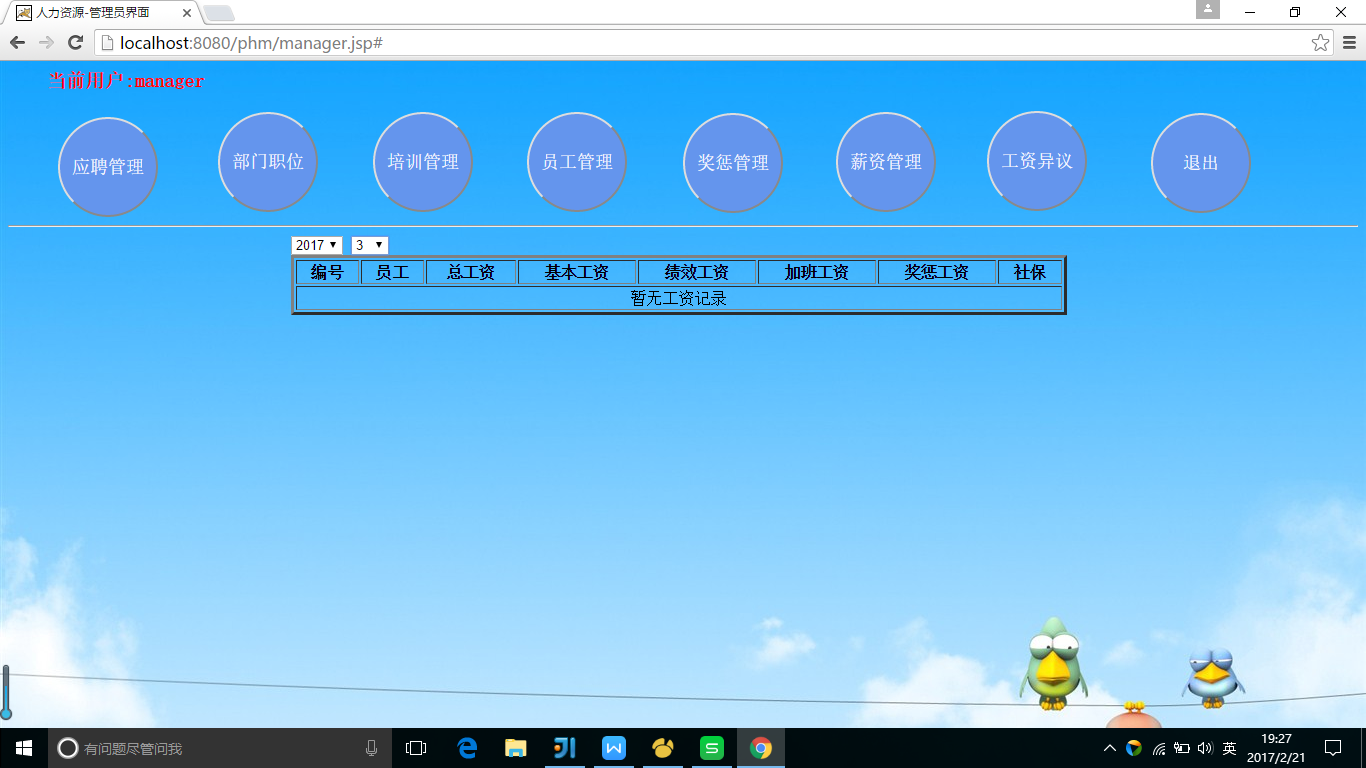 人力资源-管理员界面
localhost:8080/phm/manager.jsp#
当前用户:manager
应聘管理 部门职位 培训管理 员工管理 奖惩管理 薪资管理 工资异议 退出
2017 3
编号 员工 总工资 基本工资 绩效工资 加班工资 奖惩工资 社保
暂无工资记录
有问题尽管问我
英
19:27
2017/2/21